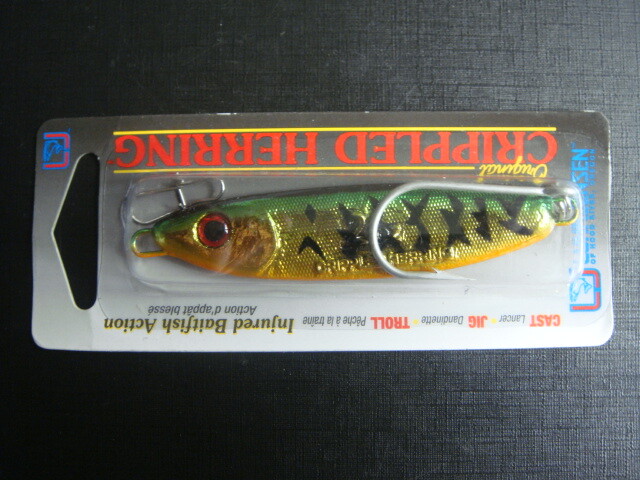 Original
CRIPPLED HERRING
CAST Lancer • JIG Dandinette • TROLL Pêche à la traîne
Injured Baitfish Action
Action d'appât blessé